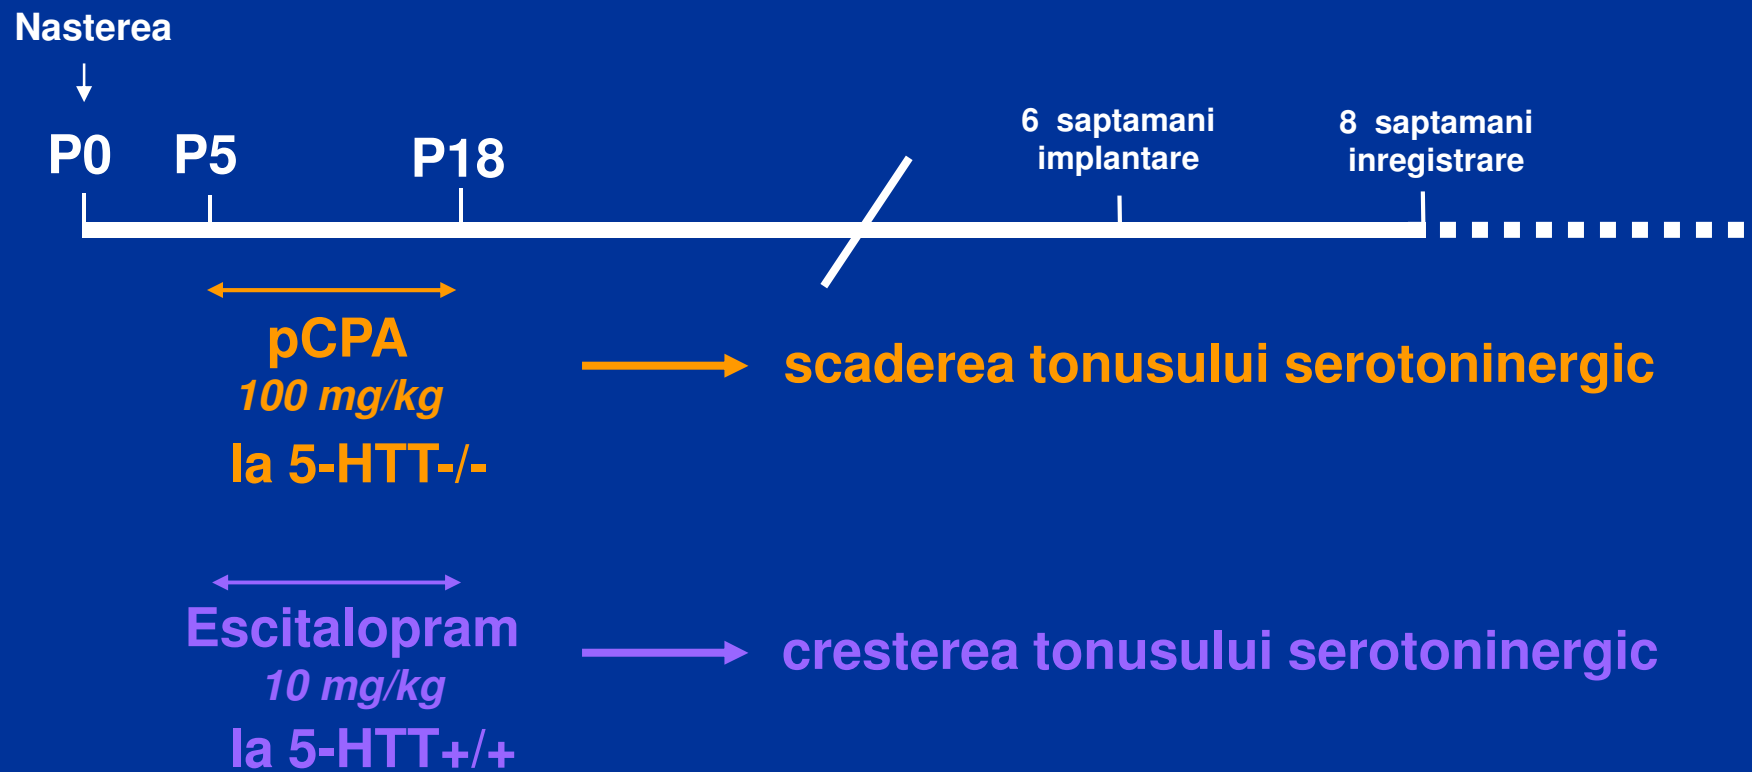 Nasterea
P0
P5
P18
6 saptamani
implantare
8 saptamani
inregistrare
pCPA
100 mg/kg
la 5-HTT-/-
scaderea tonusului serotoninergic
Escitalopram
10 mg/kg
la 5-HTT+/+
cresterea tonusului serotoninergic